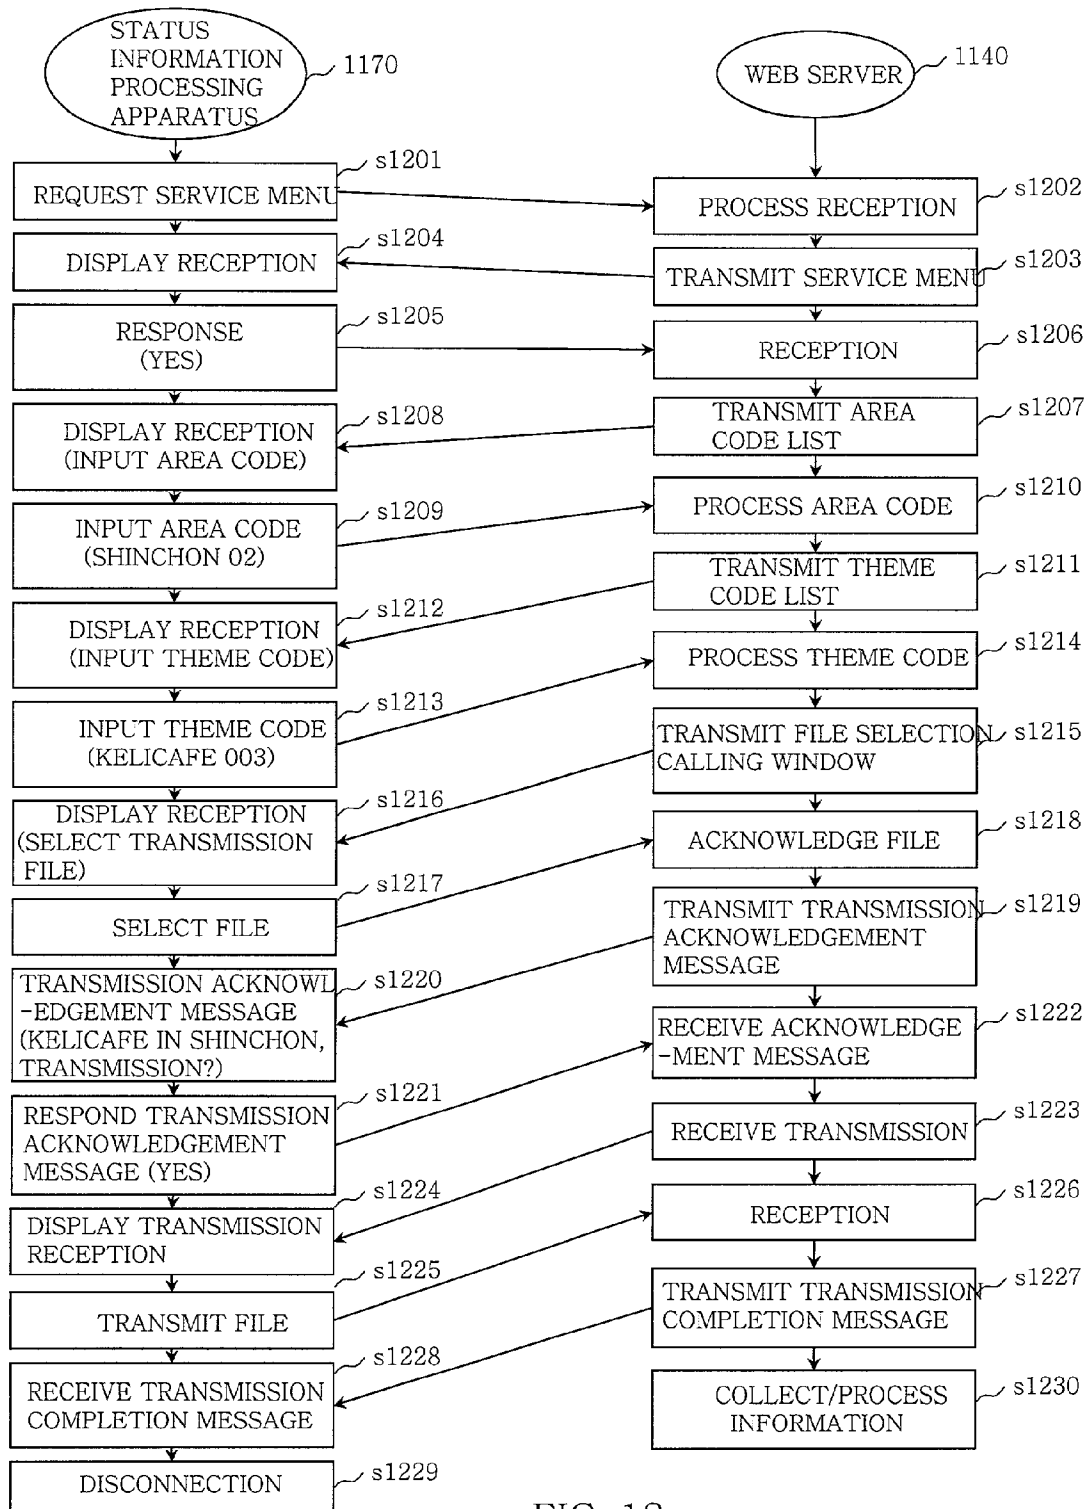 STATUS
INFORMATION
PROCESSING
APPARATUS
1170
WEB SERVER
1140
s1201
REQUEST SERVICE MENU
s1202
PROCESS RECEPTION
s1204
DISPLAY RECEPTION
s1203
TRANSMIT SERVICE MENU
s1205
RESPONSE
(YES)
s1206
RECEPTION
s1208
DISPLAY RECEPTION
(INPUT AREA CODE)
s1207
TRANSMIT AREA
CODE LIST
s1209
INPUT AREA CODE
(SHINCHON 02)
s1210
PROCESS AREA CODE
s1211
TRANSMIT THEME
CODE LIST
s1212
DISPLAY RECEPTION
(INPUT THEME CODE)
s1214
PROCESS THEME CODE
s1213
INPUT THEME CODE
(KELICAFE 003)
s1215
TRANSMIT FILE SELECTION
CALLING WINDOW
s1216
DISPLAY RECEPTION
(SELECT TRANSMISSION
FILE)
s1218
ACKNOWLEDGE FILE
s1217
SELECT FILE
s1219
TRANSMIT TRANSMISSION
ACKNOWLEDGEMENT
MESSAGE
s1220
TRANSMISSION ACKNOWL
-EDGEMENT MESSAGE
(KELICAFE IN SHINCHON,
TRANSMISSION?)
s1222
RECEIVE ACKNOWLEDGE
-MENT MESSAGE
s1221
RESPOND TRANSMISSION
ACKNOWLEDGEMENT
MESSAGE (YES)
s1223
RECEIVE TRANSMISSION
s1224
DISPLAY TRANSMISSION
RECEPTION
s1226
RECEPTION
s1225
TRANSMIT FILE
s1227
TRANSMIT TRANSMISSION
COMPLETION MESSAGE
s1228
RECEIVE TRANSMISSION
COMPLETION MESSAGE
s1230
COLLECT/PROCESS
INFORMATION
s1229
DISCONNECTION